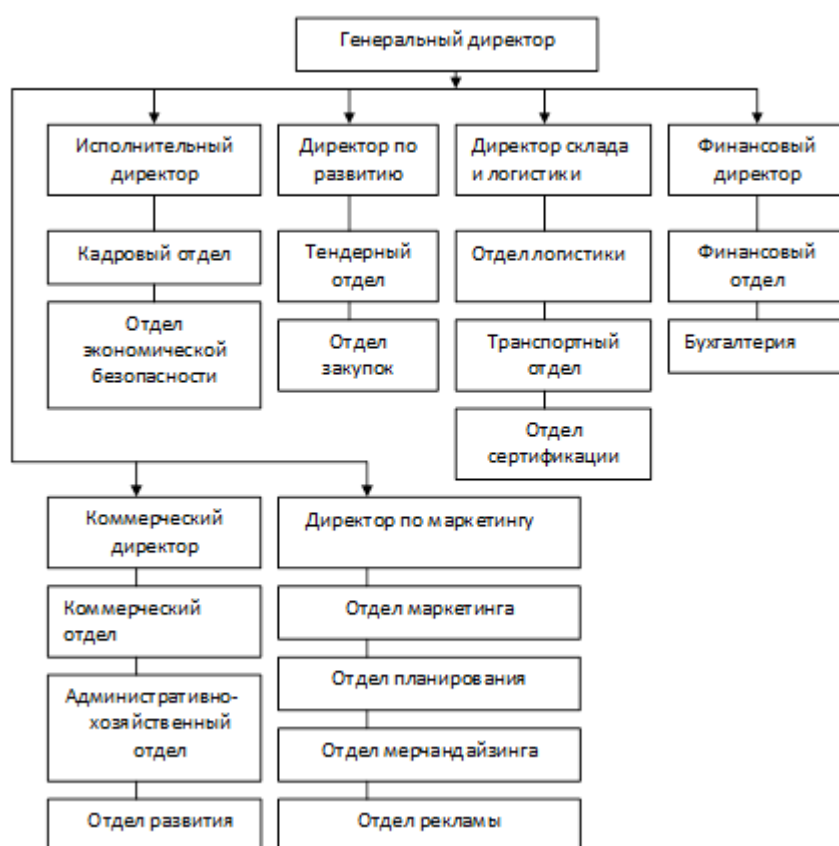 Генеральный директор
Исполнительный
директор
Директор по
развитию
Директор склада
и логистики
Финансовый
директор
Кадровый отдел
Тендерный
отдел
Отдел логистики
Финансовый
отдел
Отдел
экономической
безопасности
Отдел
закупок
Транспортный
отдел
Бухгалтерия
Отдел
сертификации
Коммерческий
директор
Директор по маркетингу
Коммерческий
отдел
Отдел маркетинга
Административно-
хозяйственный
отдел
Отдел планирования
Отдел мерчандайзинга
Отдел развития
Отдел рекламы